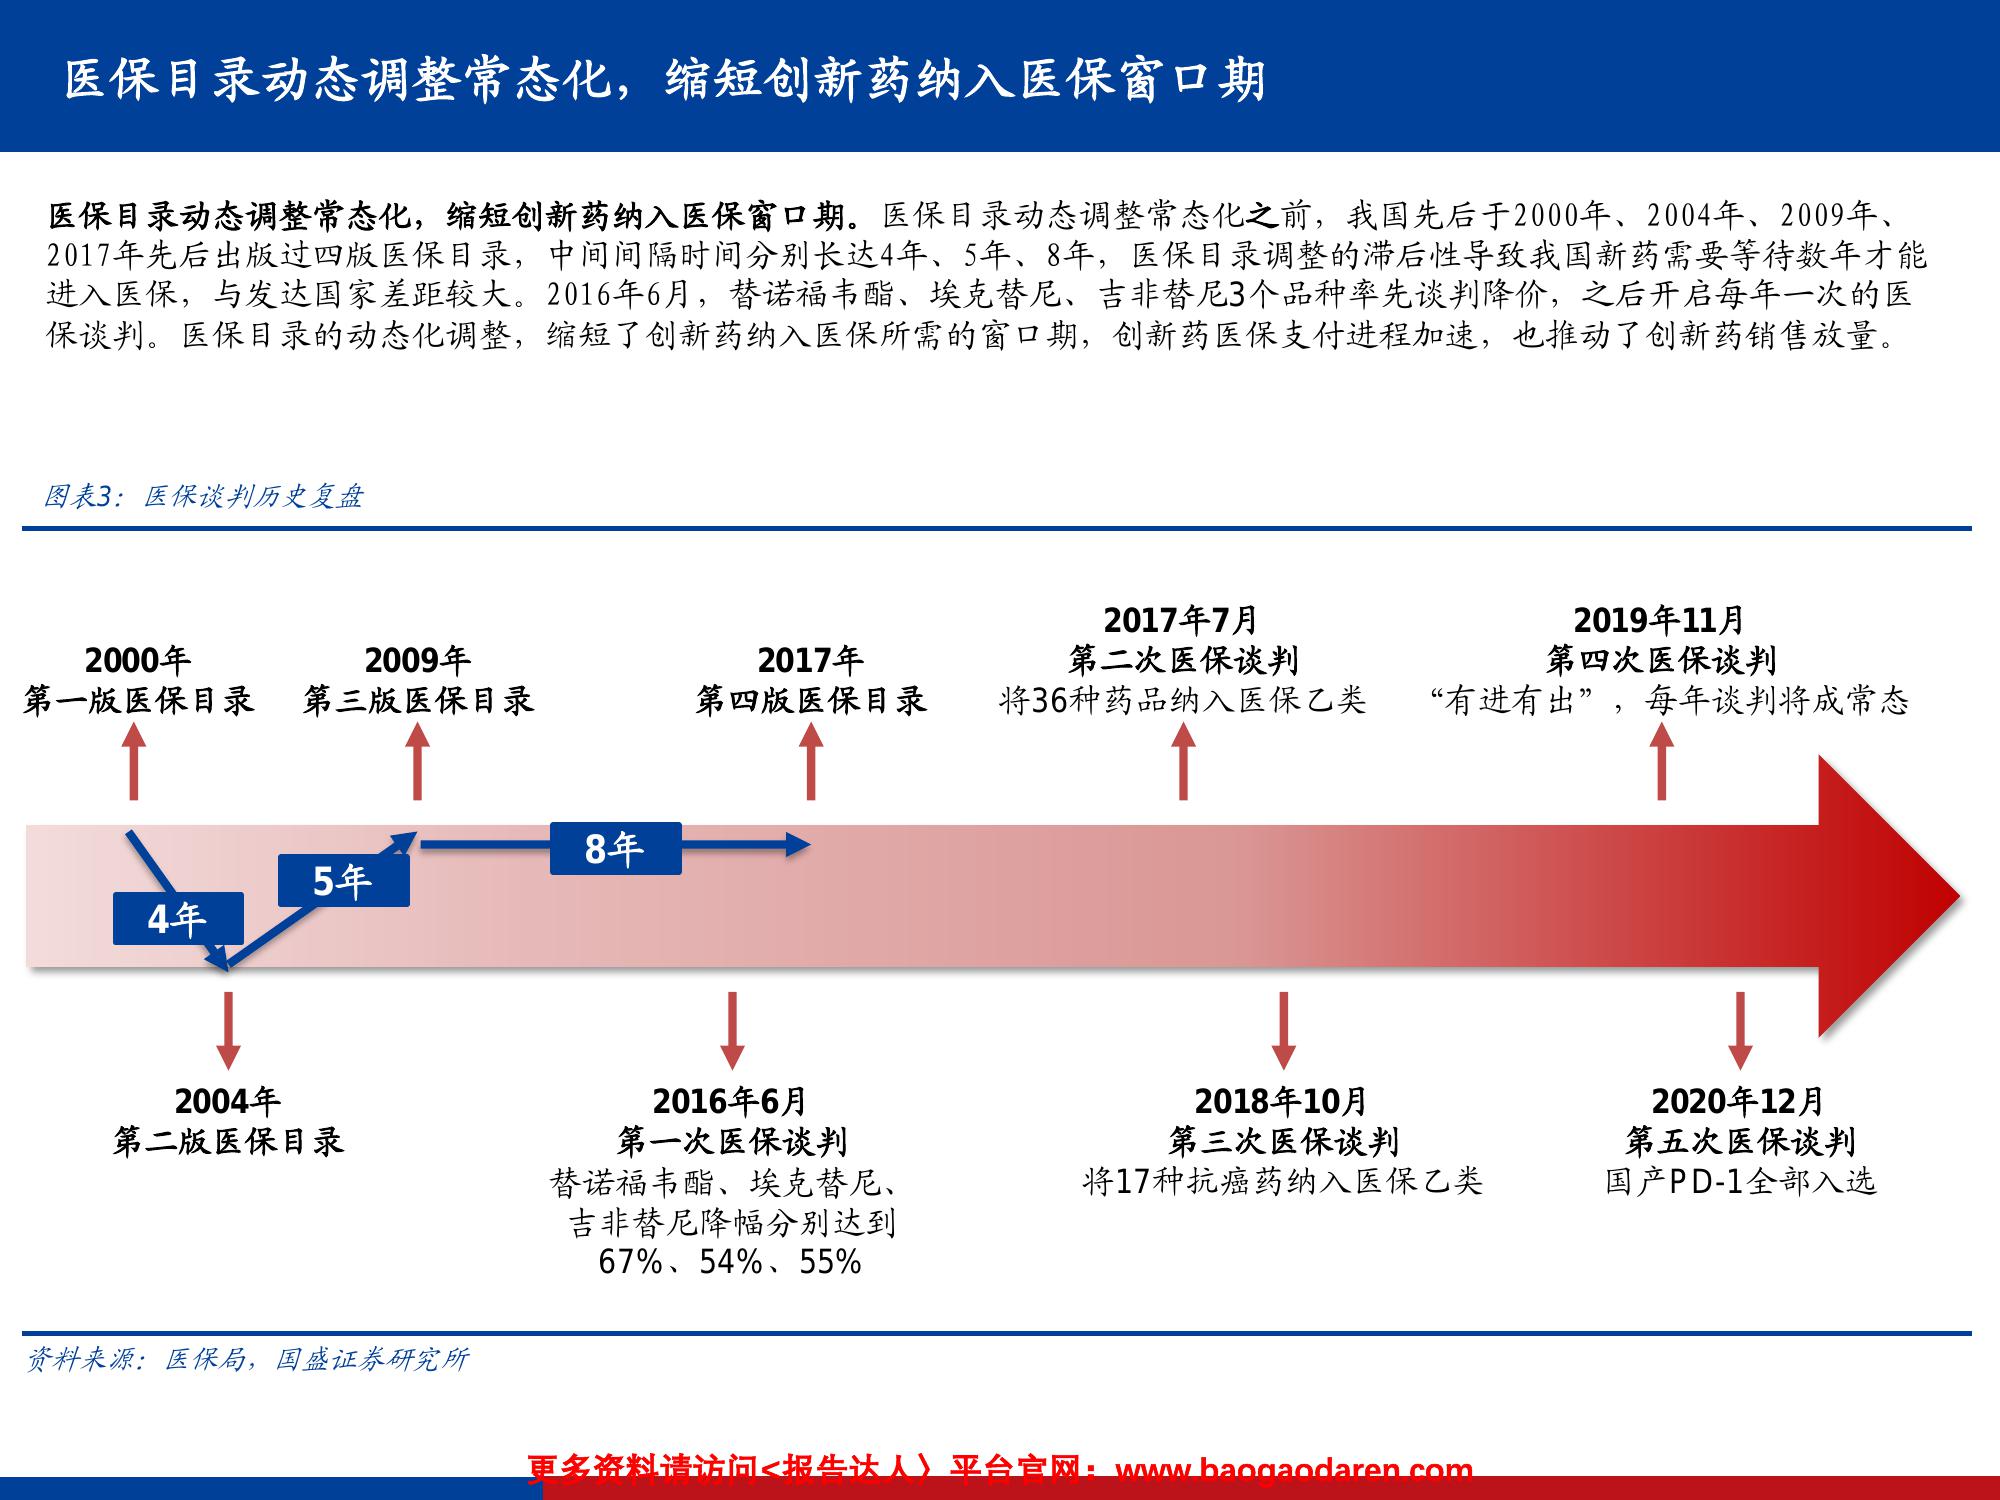 医保目录动态调整常态化，缩短创新药纳入医保窗口期
医保目录动态调整常态化，缩短创新药纳入医保窗口期。医保目录动态调整常态化之前，我国先后于2000年、2004年、2009年、
2017年先后出版过四版医保目录，中间间隔时间分别长达4年、5年、8年，医保目录调整的滞后性导致我国新药需要等待数年才能
进入医保，与发达国家差距较大。2016年6月，替诺福韦酯、埃克替尼、吉非替尼3个品种率先谈判降价，之后开启每年一次的医
保谈判。医保目录的动态化调整，缩短了创新药纳入医保所需的窗口期，创新药医保支付进程加速，也推动了创新药销售放量。
图表3：医保谈判历史复盘
2000年
第一版医保目录
2009年
第三版医保目录
2017年
第四版医保目录
2017年7月
第二次医保谈判
将36种药品纳入医保乙类
2019年11月
第四次医保谈判
“有进有出”，每年谈判将成常态
4年
5年
8年
2004年
第二版医保目录
2016年6月
第一次医保谈判
替诺福韦酯、埃克替尼、
吉非替尼降幅分别达到
67%、54%、55%
2018年10月
第三次医保谈判
将17种抗癌药纳入医保乙类
2020年12月
第五次医保谈判
国产PD-1全部入选
资料来源：医保局，国盛证券研究所
更多资料请访问<报告达人〉平台官网：www.baogaodaren.com